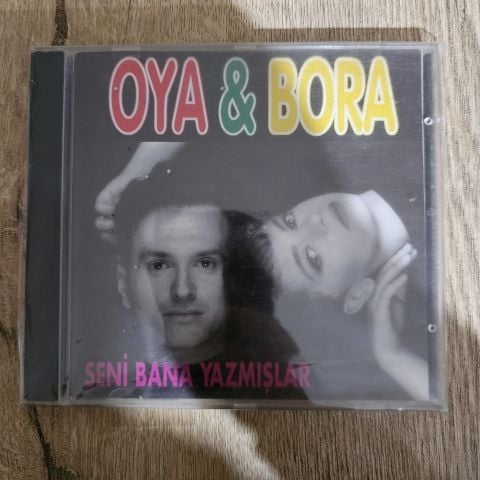 OYA & BORA
SENİ BANA YAZMIŞLAR